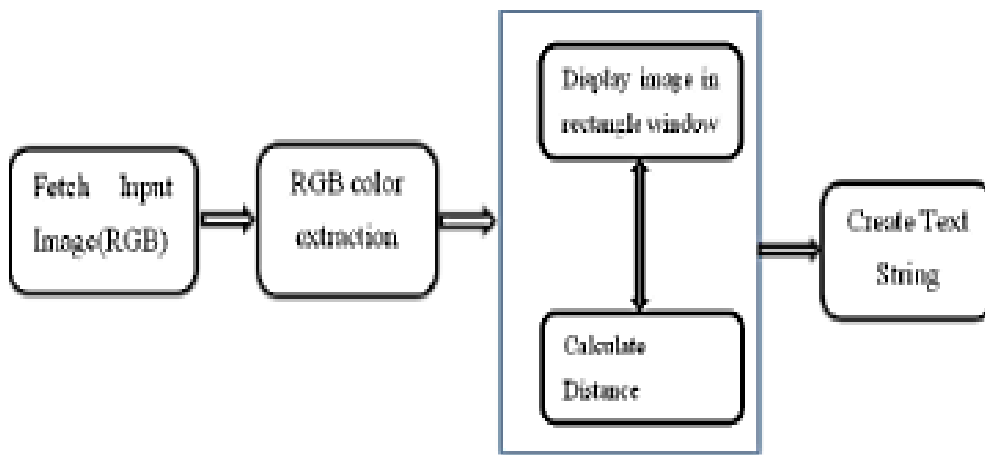 Fetch Input
Image(RGB)
RGB color
extraction
Display image in
rectangle window
Calculate
Distance
Create Text
String